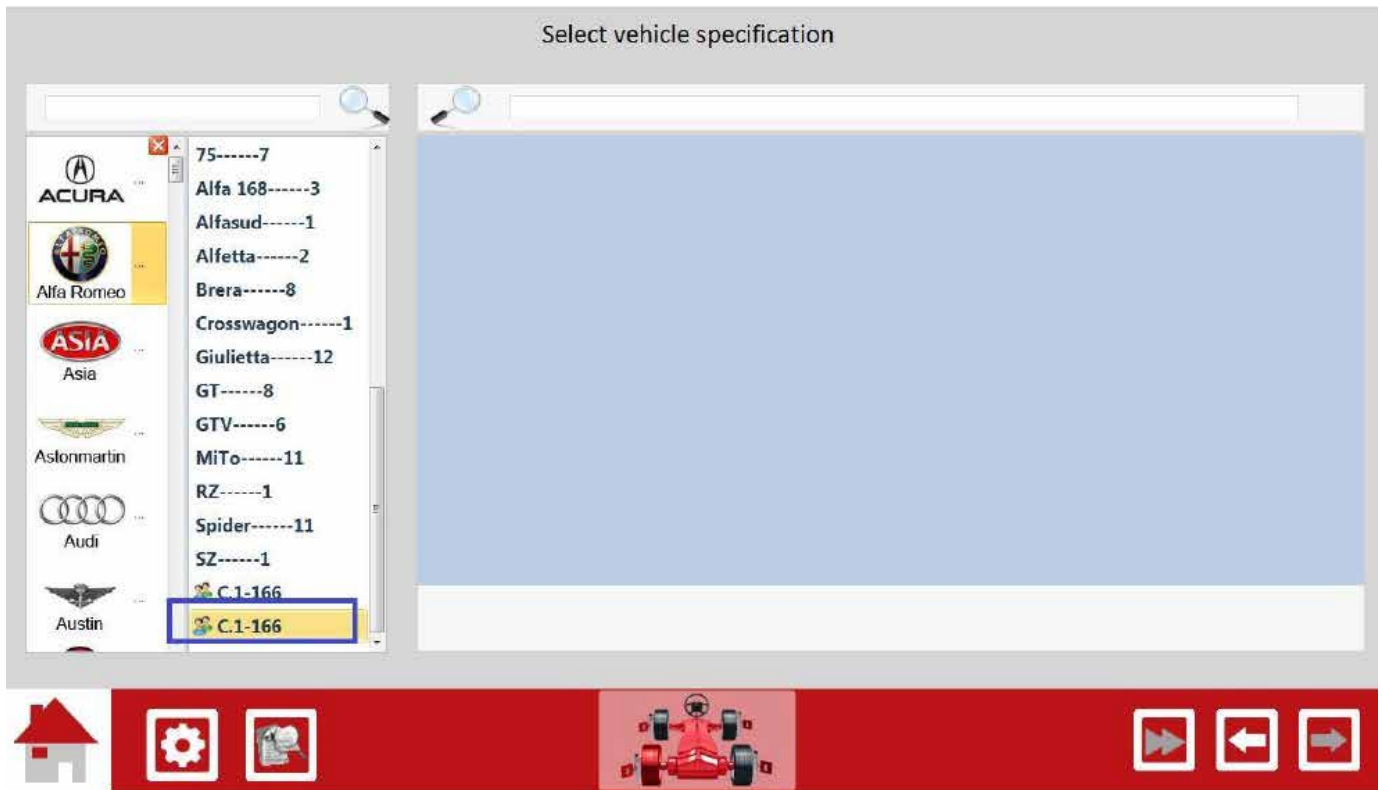 Select vehicle specification
ACURA
...
ALFA ROMEO
Alfa Romeo
...
ASIA
Asia
...
Astonmartin
...
Audi
...
Austin
...
75------7
Alfa 168------3
Alfasud------1
Alfetta------2
Brera------8
Crosswagon------1
Giulietta------12
GT------8
GTV------6
MiTo------11
RZ------1
Spider------11
SZ------1
C.1-166
C.1-166